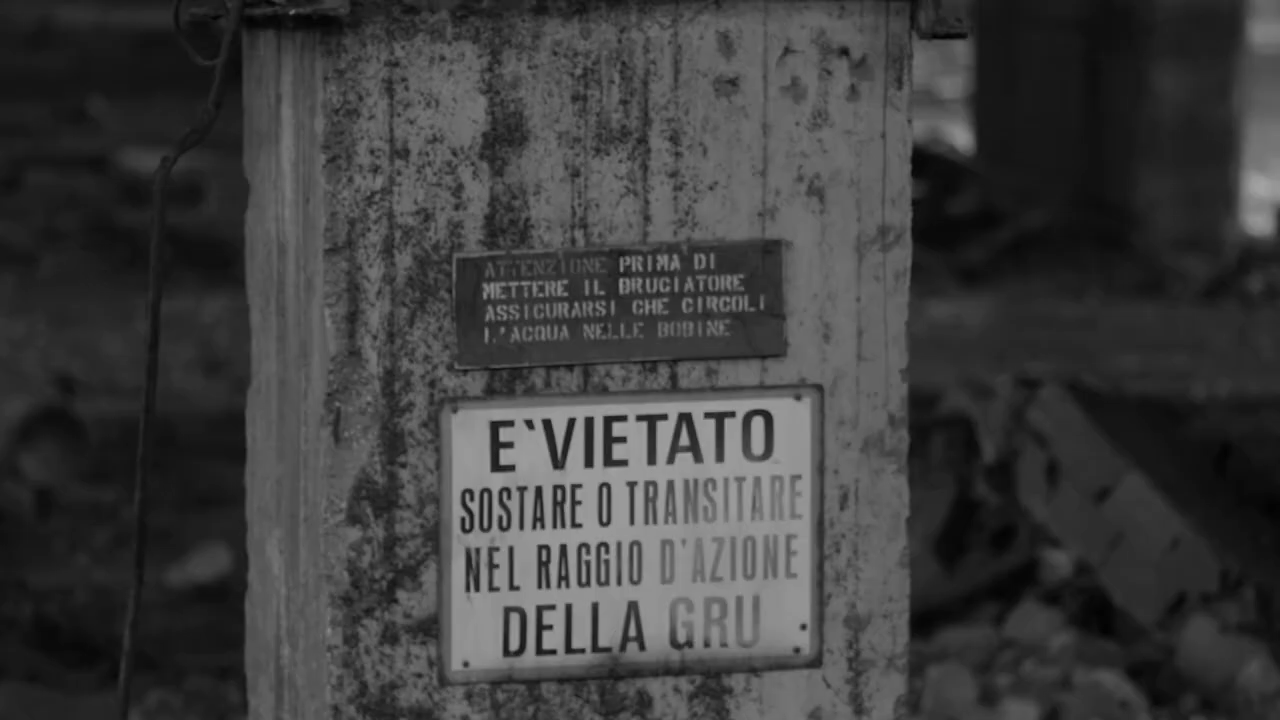 ATTENZIONE PRIMA DI
METTERE IL BRUCIATORE
ASSICURARSI CHE CIRCOLI
L'ACQUA NELLE BOBINE
E`VIETATO
SOSTARE O TRANSITARE
NEL RAGGIO D'AZIONE
DELLA GRU